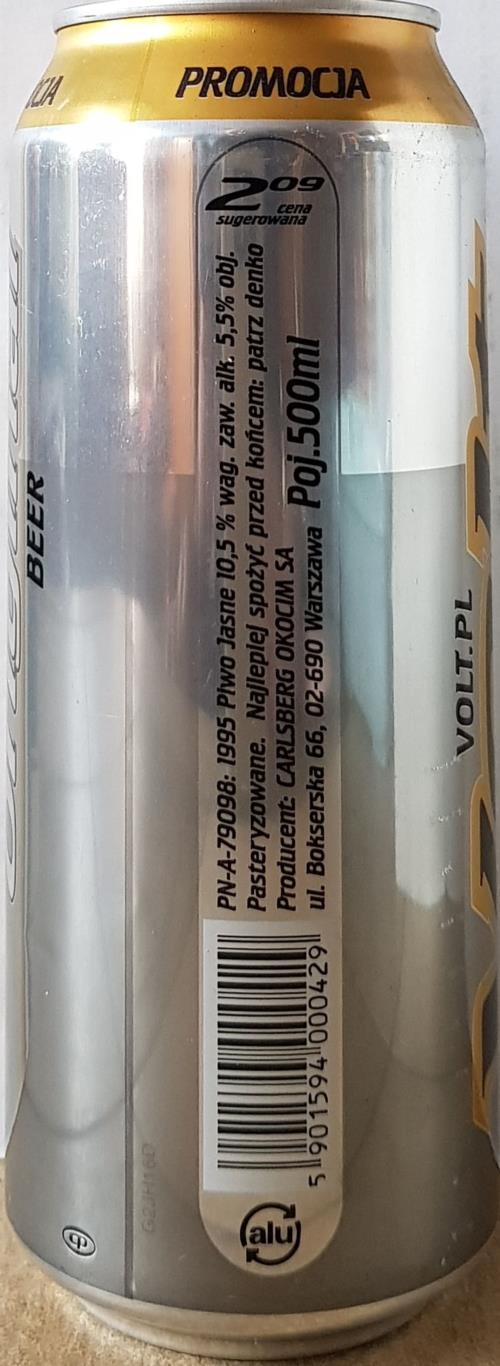 PROMOCJA
2 09
cena
sugerowana
PN-A-79098: 1995 Piwo Jasne 10,5 % wag. zaw. alk. 5,5% obj.
Pasteryzowane. Najlepiej spożyć przed końcem: patrz denko
Producent: CARLSBERG OKOCIM SA
ul. Bokserska 66, 02-690 Warszawa Poj.500ml
5 901594 000429
alu
BEER
VOLT.PL